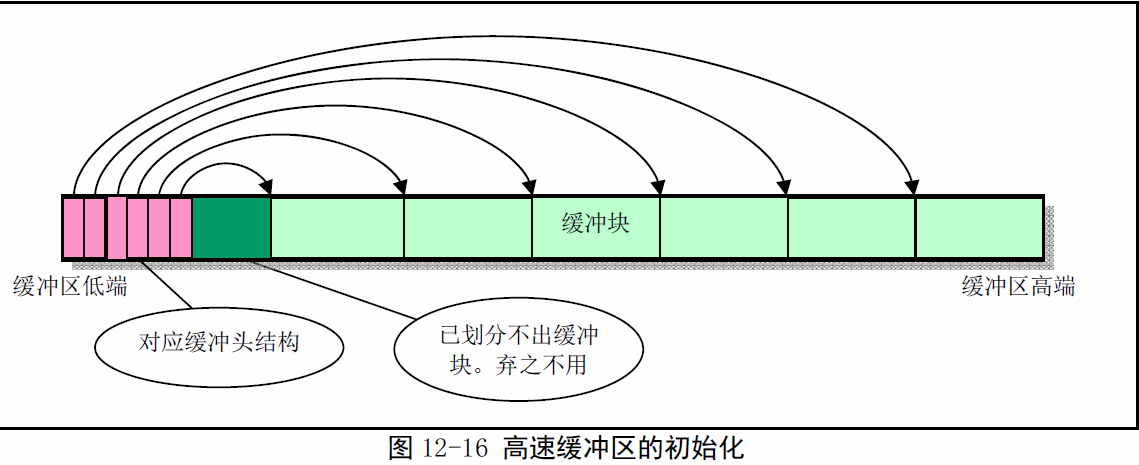 缓冲块
缓冲区低端
缓冲区高端
对应缓冲头结构
已划分不出缓冲
块。弃之不用
图 12-16 高速缓冲区的初始化